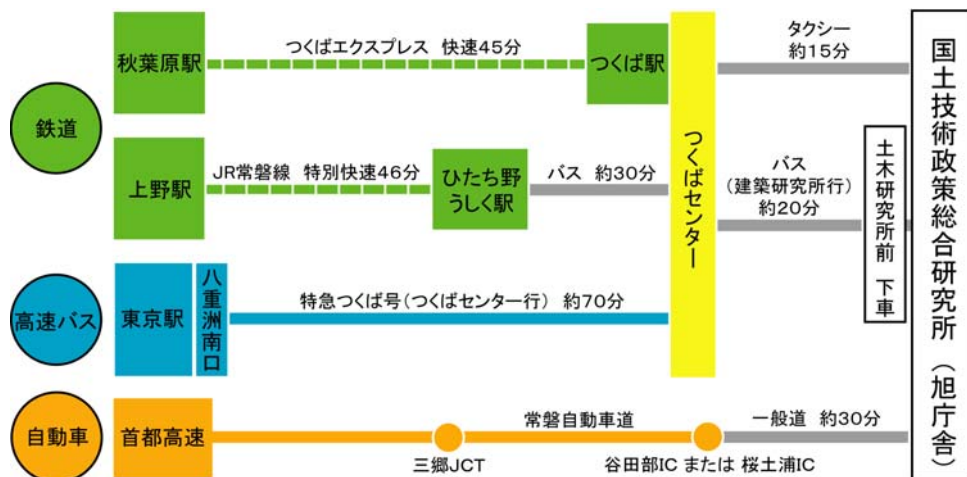 鉄道
秋葉原駅
つくばエクスプレス 快速45分
つくば駅
上野駅
JR常磐線 特別快速46分
ひたち野
うしく駅
バス 約30分
高速バス
東京駅
八重洲南口
特急つくば号(つくばセンター行) 約70分
つくばセンター
タクシー
約15分
バス
(建築研究所行)
約20分
土木研究所前 下車
自動車
首都高速
三郷JCT
常磐自動車道
谷田部IC または 桜土浦IC
一般道 約30分
国土技術政策総合研究所 (旭庁舎)